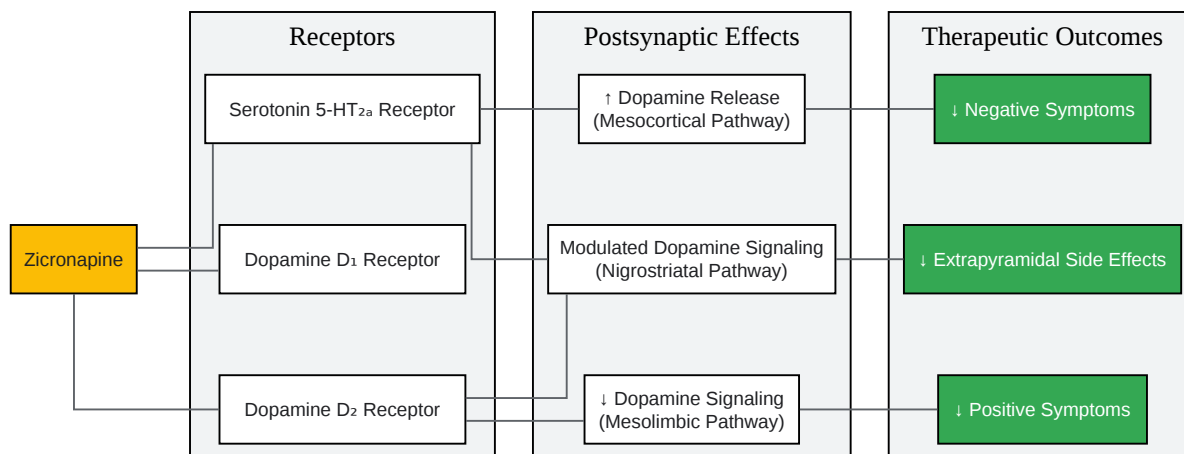 Receptors
Postsynaptic Effects
Therapeutic Outcomes
Serotonin 5-HT₂ₐ Receptor
↑ Dopamine Release
(Mesocortical Pathway)
↓ Negative Symptoms
Zicronapine
Dopamine D₁ Receptor
Modulated Dopamine Signaling
(Nigrostriatal Pathway)
↓ Extrapyramidal Side Effects
Dopamine D₂ Receptor
↓ Dopamine Signaling
(Mesolimbic Pathway)
↓ Positive Symptoms